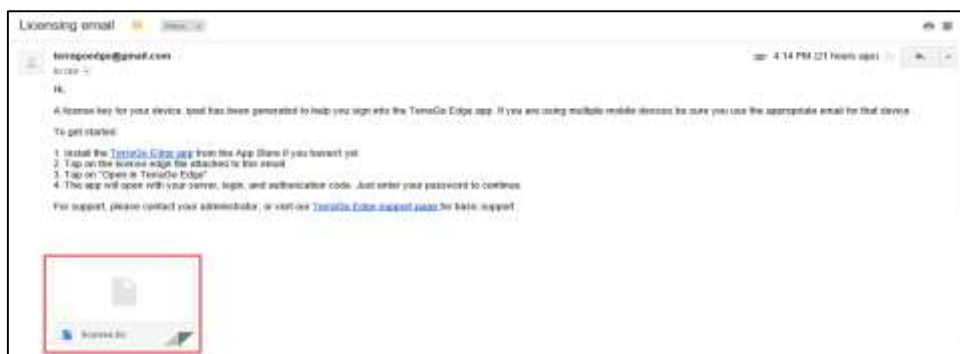 Licensing email
terragoedge@gmail.com
4:14 PM (21 hours ago)
to me
Hi,
A license key for your device: ipad has been generated to help you sign into the TerraGo Edge app. If you are using multiple mobile devices be sure you use the appropriate email for that device.
To get started:
1. Install the TerraGo Edge app from the App Store if you haven't yet
2. Tap on the license.edge file attached to this email
3. Tap on "Open in TerraGo Edge"
4. The app will open with your server, login, and authentication code. Just enter your password to continue
For support, please contact your administrator, or visit our TerraGo Edge support page for basic support